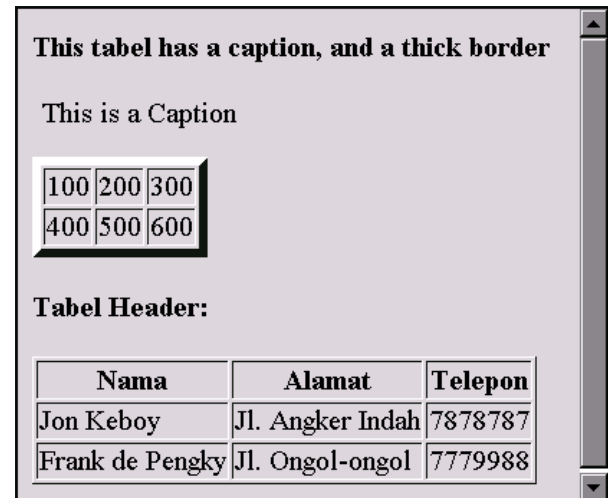 This tabel has a caption, and a thick border
This is a Caption
100 200 300
400 500 600
Tabel Header:
Nama Alamat Telepon
Jon Keboy Jl. Angker Indah 7878787
Frank de Pengky Jl. Ongol-ongol 7779988